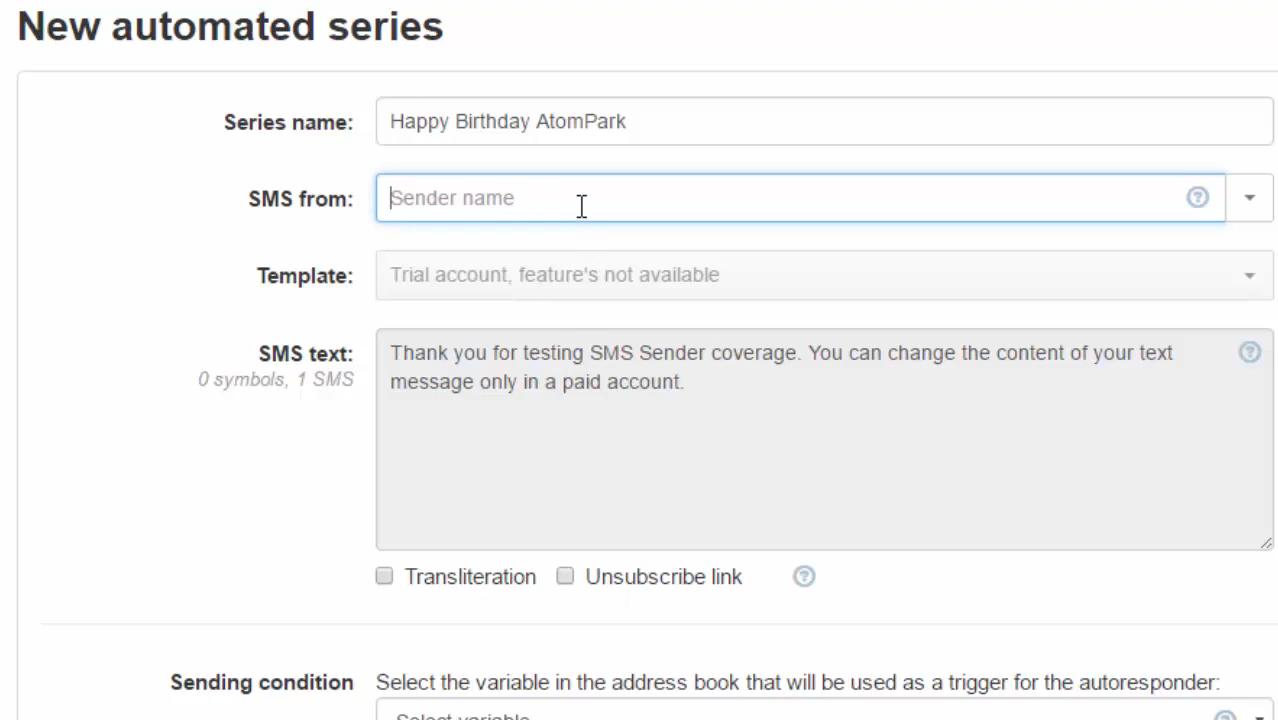 New automated series
Series name: Happy Birthday AtomPark
SMS from: Sender name
Template: Trial account, feature's not available
SMS text: Thank you for testing SMS Sender coverage. You can change the content of your text
0 symbols, 1 SMS message only in a paid account.
Transliteration Unsubscribe link
Sending condition Select the variable in the address book that will be used as a trigger for the autoresponder:
Select variable